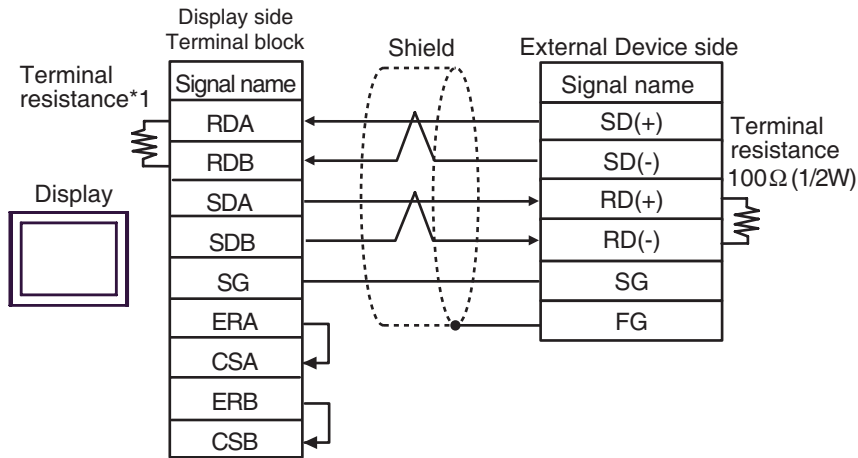 Display side
Terminal block
Shield
External Device side
Terminal
resistance*1
Signal name
RDA
RDB
SDA
SDB
SG
ERA
CSA
ERB
CSB
Display
Signal name
SD(+)
SD(-)
RD(+)
RD(-)
SG
FG
Terminal
resistance
100Ω(1/2W)